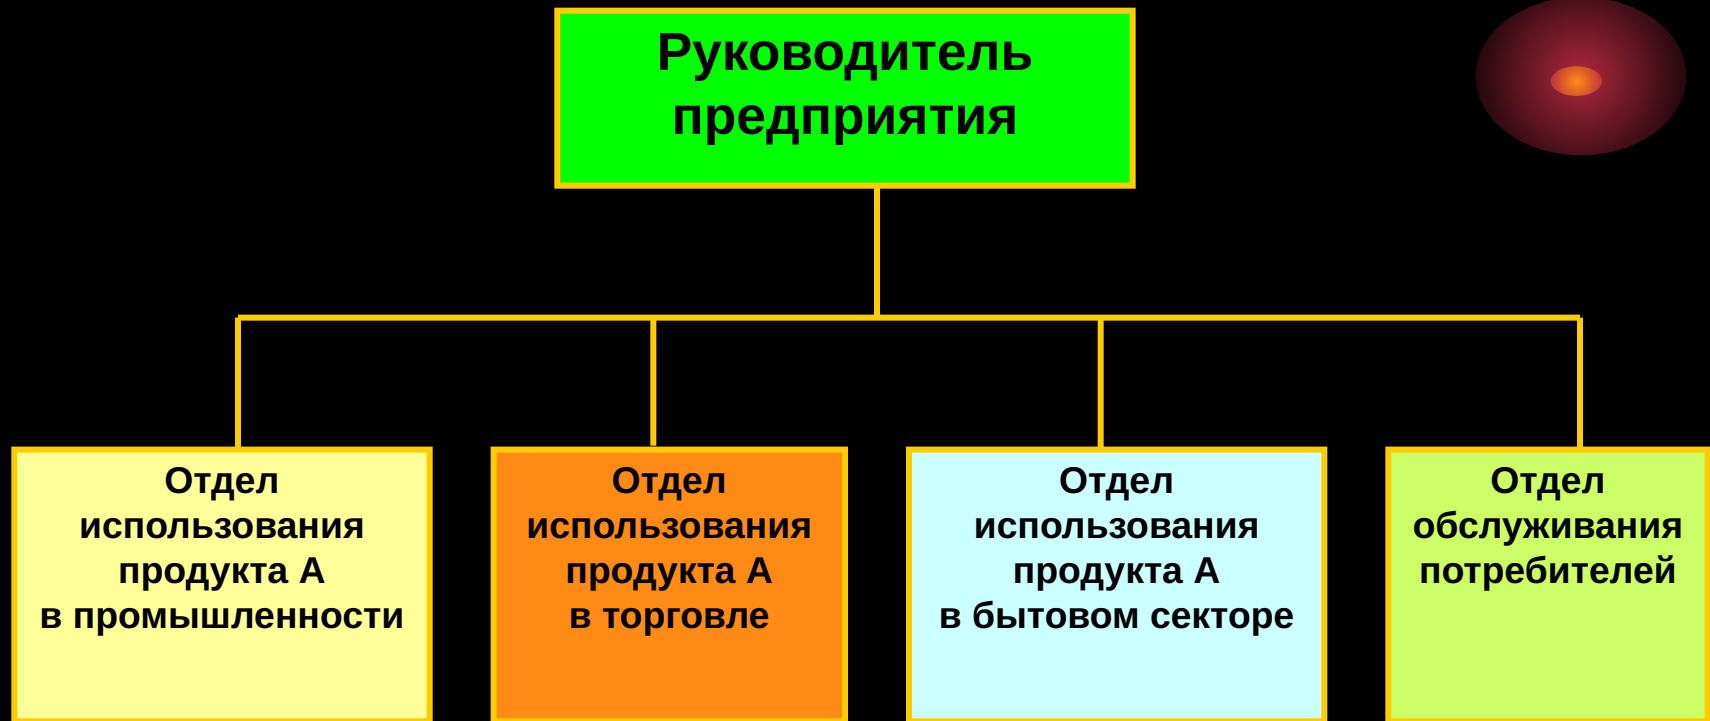 Руководитель
предприятия
Отдел
использования
продукта А
в промышленности
Отдел
использования
продукта А
в торговле
Отдел
использования
продукта А
в бытовом секторе
Отдел
обслуживания
потребителей